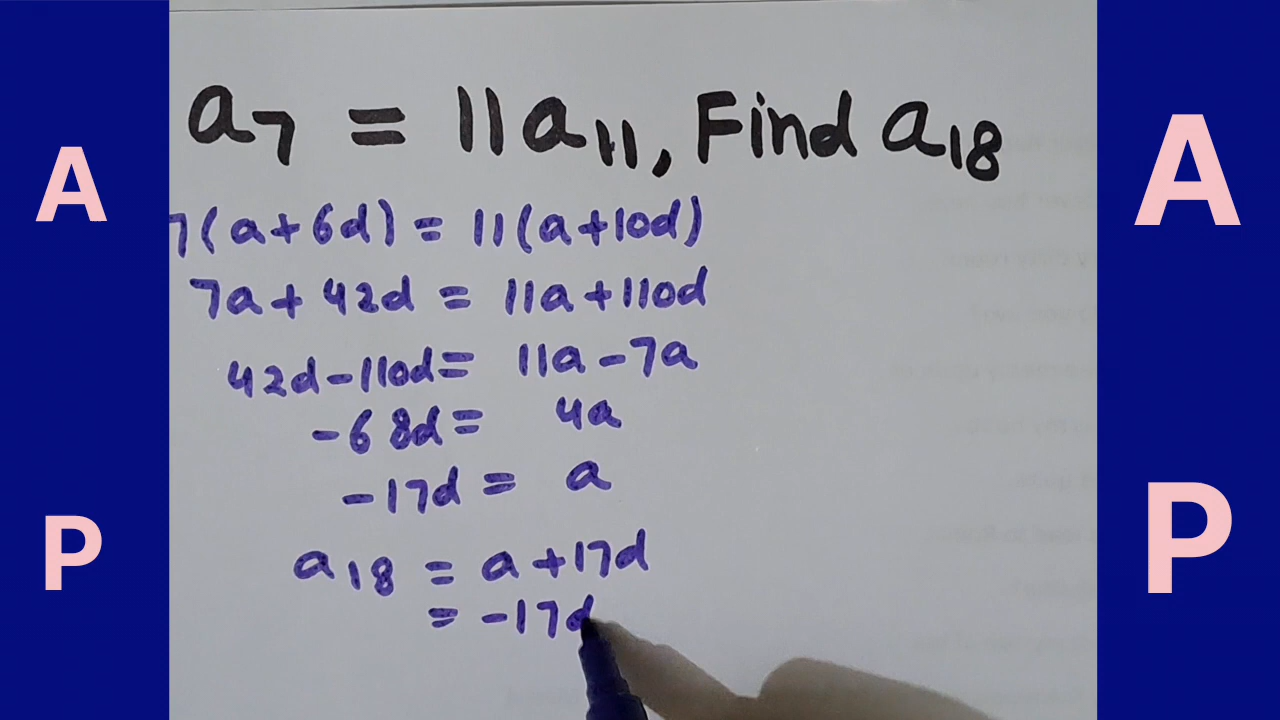 a7 = 11a11, Find a18
7(a+6d) = 11(a+10d)
7a + 42d = 11a+110d
42d-110d= 11a-7a
-68d= 4a
-17d = a
a18 = a+17d
= -17d
A
P
A
P